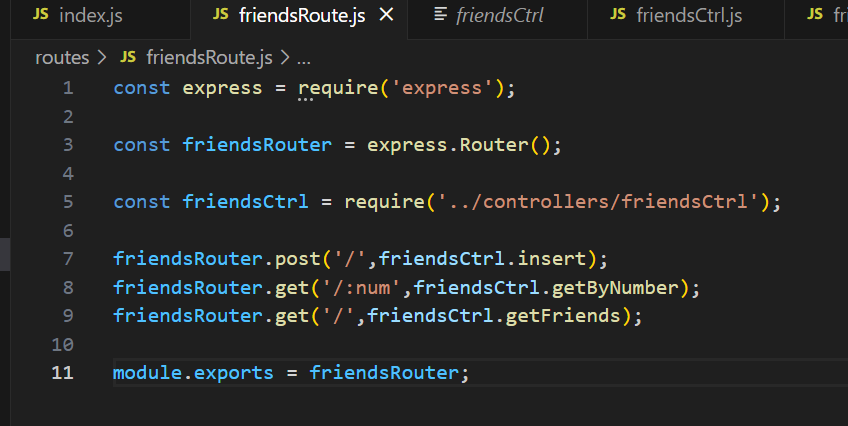 JS index.js JS friendsRoute.js × friendsCtrl JS friendsCtrl.js JS
routes > JS friendsRoute.js > ...
1 const express = require('express');
2
3 const friendsRouter = express.Router();
4
5 const friendsCtrl = require('../controllers/friendsCtrl');
6
7 friendsRouter.post('/',friendsCtrl.insert);
8 friendsRouter.get('/:num',friendsCtrl.getByNumber);
9 friendsRouter.get('/',friendsCtrl.getFriends);
10
11 module.exports = friendsRouter;